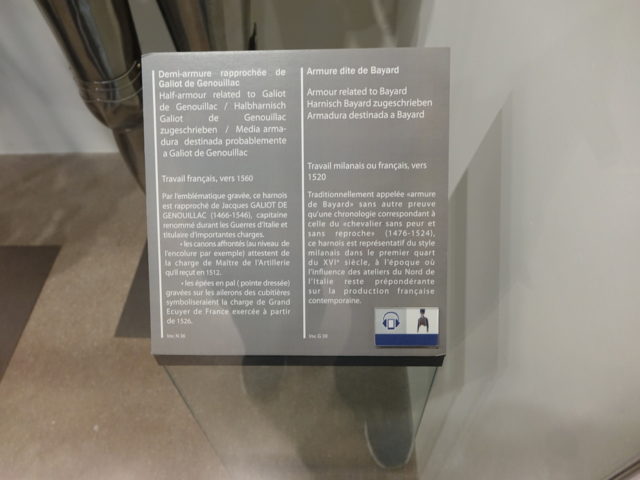 Demi-armure rapprochée de
Galiot de Genouillac
Half-armour related to Galiot
de Genouillac / Halbharnisch
Galiot de Genouillac
zugeschrieben / Media arma-
dura destinada probablemente
a Galiot de Genouillac
Travail français, vers 1560
Par l'emblématique gravée, ce harnois
est rapproché de Jacques GALIOT DE
GENOUILLAC (1466-1546), capitaine
renommé durant les Guerres d'Italie et
titulaire d'importantes charges.
• les canons affrontés (au niveau de
l'encolure par exemple) attestent de
la charge de Maître de l'Artillerie
qu'il reçut en 1512.
• les épées en pal ( pointe dressée)
gravées sur les ailerons des cubitières
symboliseraient la charge de Grand
Ecuyer de France exercée à partir
de 1526.
Inv. N 36
Armure dite de Bayard
Armour related to Bayard
Harnisch Bayard zugeschrieben
Armadura destinada a Bayard
Travail milanais ou français, vers
1520
Traditionnellement appelée «armure
de Bayard» sans autre preuve
qu'une chronologie correspondant à
celle du «chevalier sans peur et
sans reproche» (1476-1524),
ce harnois est représentatif du style
milanais dans le premier quart
du XVIe siècle, à l'époque où
l'influence des ateliers du Nord de
l'Italie reste prépondérante
sur la production française
contemporaine.